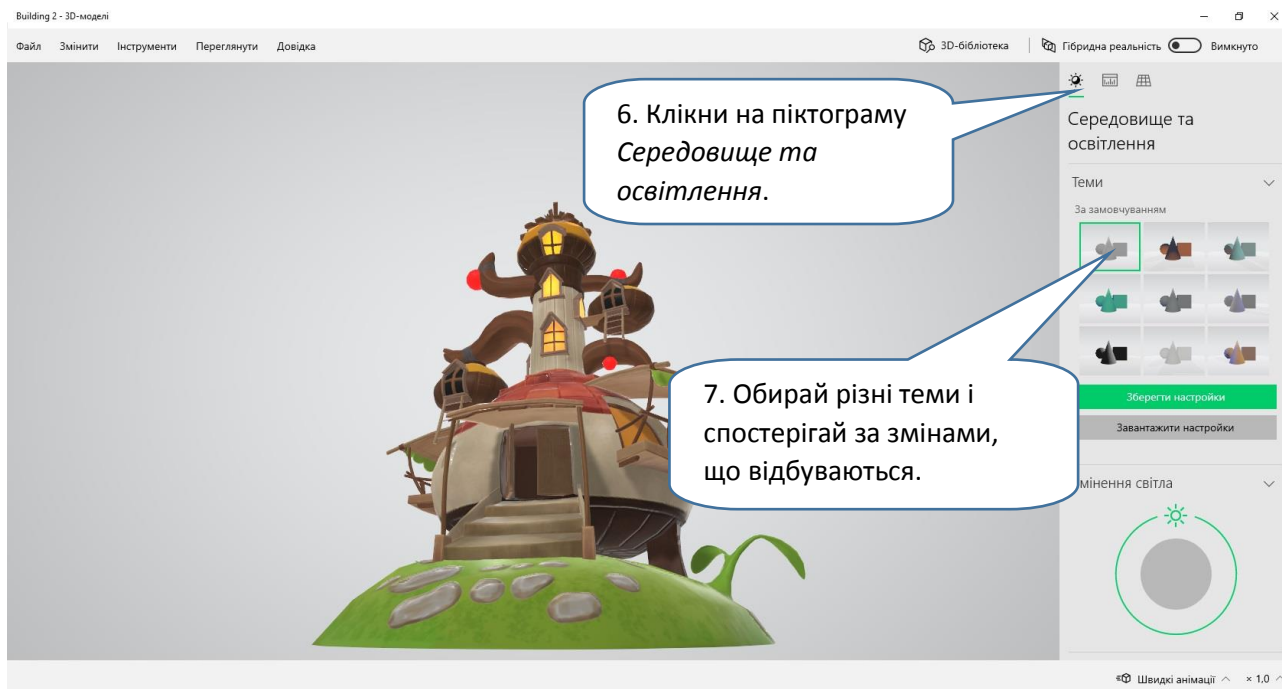 Building 2 - 3D-моделі
Файл Змінити Інструменти Переглянути Довідка
3D-бібліотека Гібридна реальність Вимкнуто
6. Клікни на піктограму
Середовище та
освітлення.
Середовище та
освітлення
Теми
За замовчуванням
7. Обирай різні теми і
спостерігай за змінами,
що відбуваються.
Зберегти настройки
Завантажити настройки
мінення світла
Швидкі анімації × 1,0